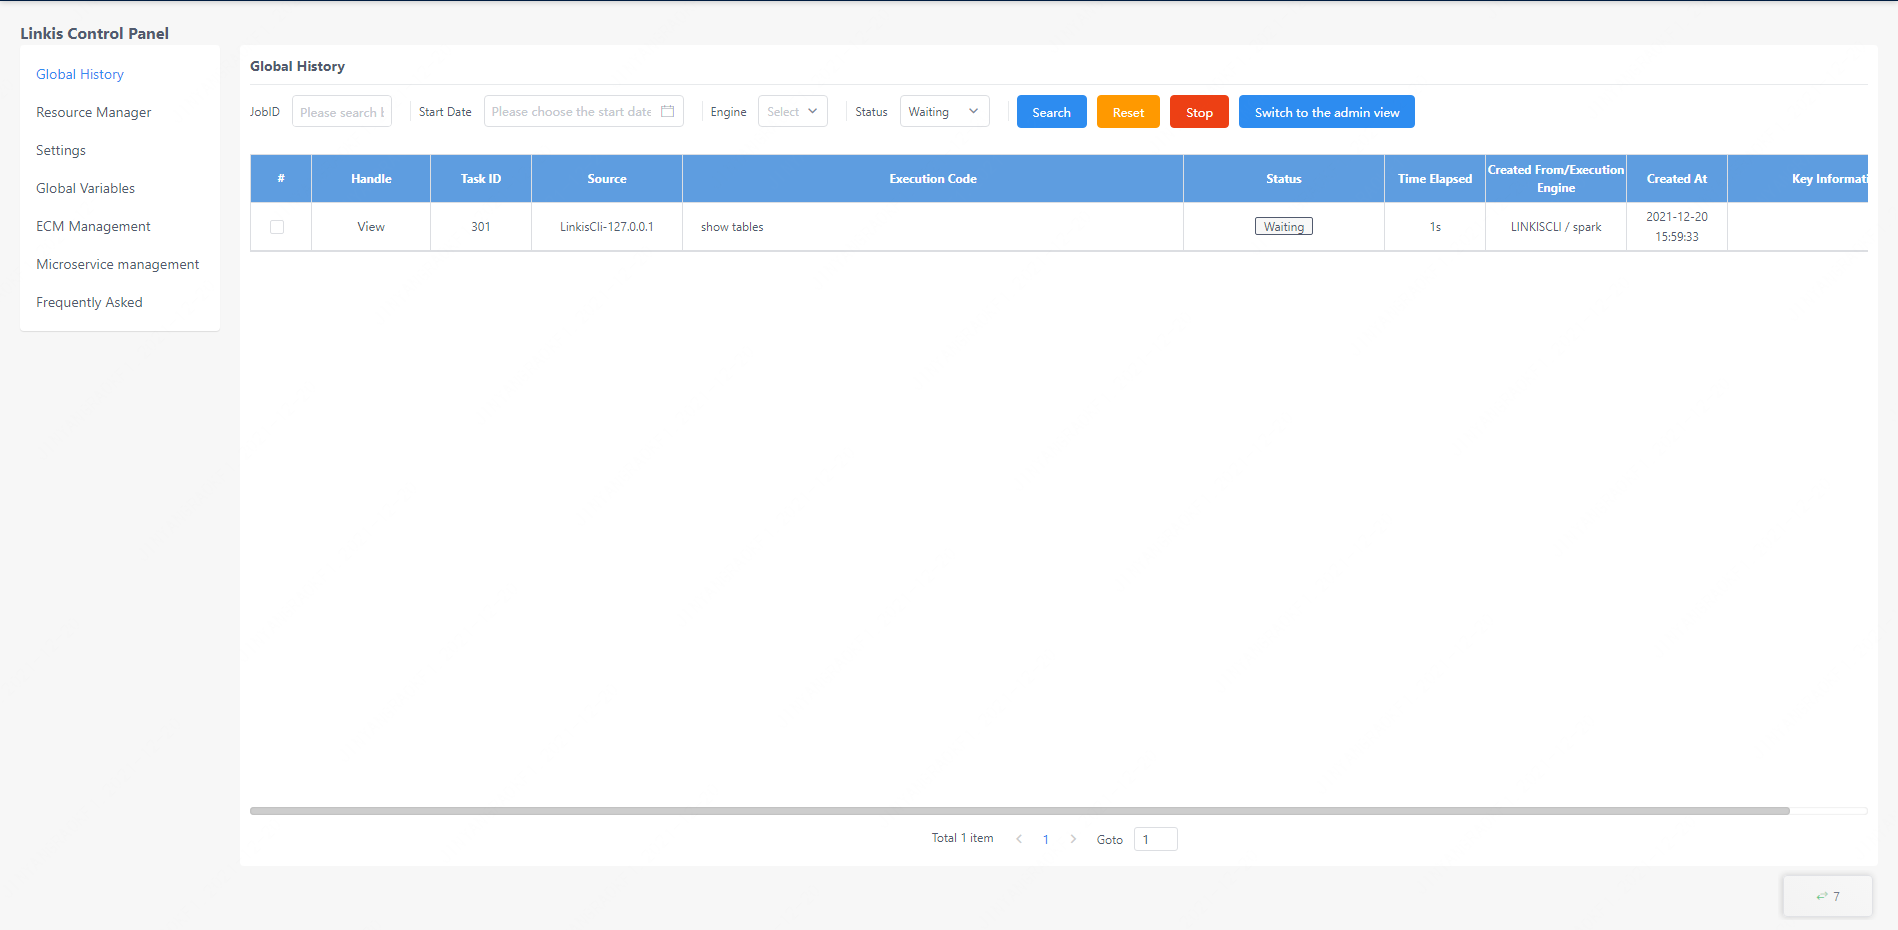 Linkis Control Panel
Global History
Resource Manager
Settings
Global Variables
ECM Management
Microservice management
Frequently Asked
Global History
JobID Please search Start Date Please choose the start date Engine Select Status Waiting Search Reset Stop Switch to the admin view
# Handle Task ID Source Execution Code Status Time Elapsed Created From/Execution Engine Created At Key Informati
View 301 LinkisCli-127.0.0.1 show tables Waiting 1s LINKISCLI / spark 2021-12-20 15:59:33
Total 1 item 1 Goto 1
7